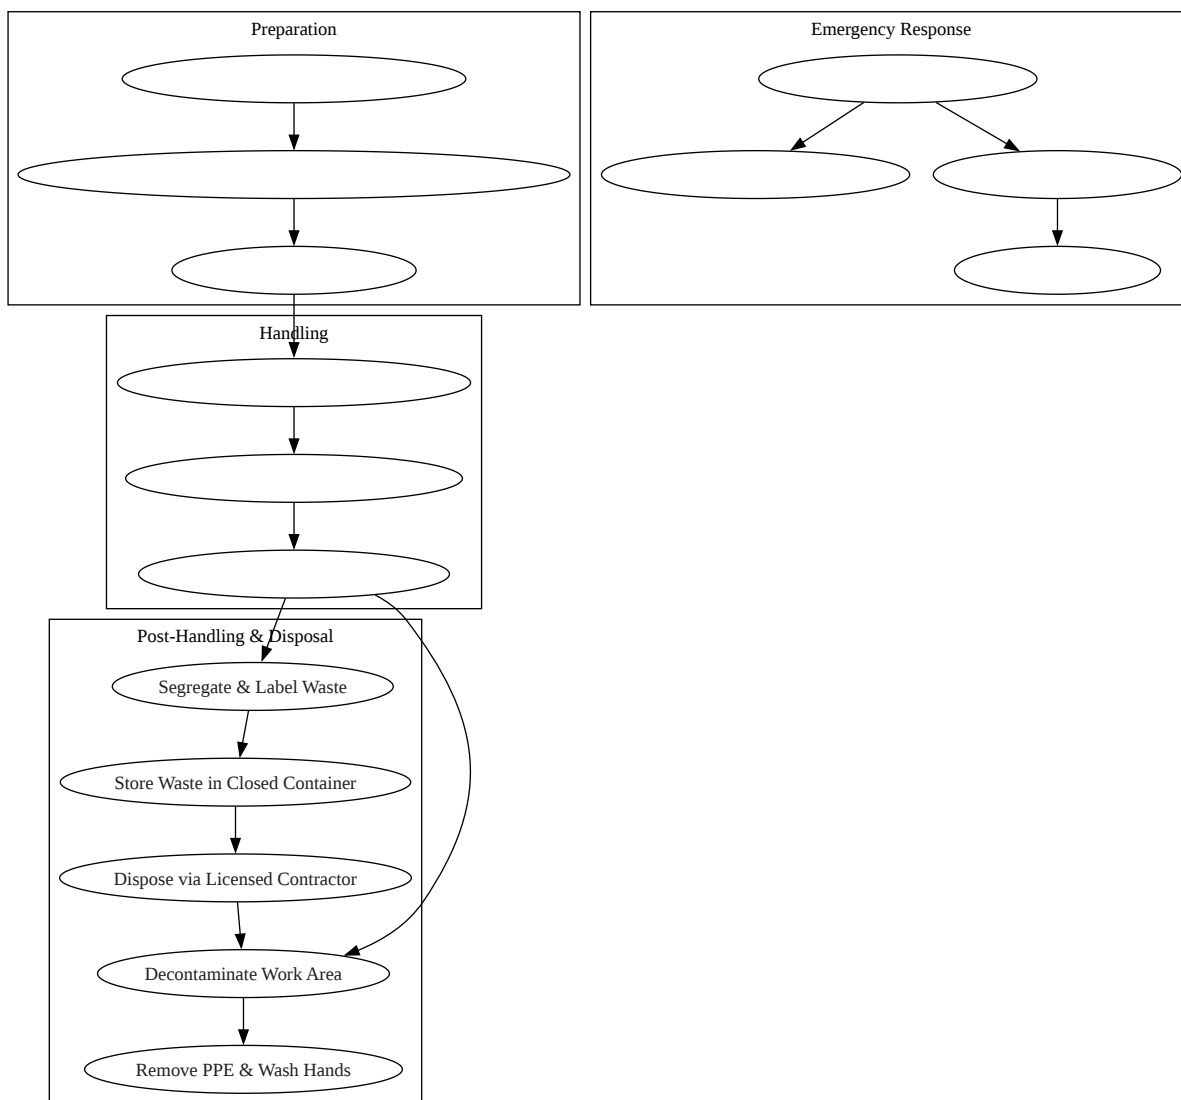 Preparation
Emergency Response
Handling
Post-Handling & Disposal
Segregate & Label Waste
Store Waste in Closed Container
Dispose via Licensed Contractor
Decontaminate Work Area
Remove PPE & Wash Hands